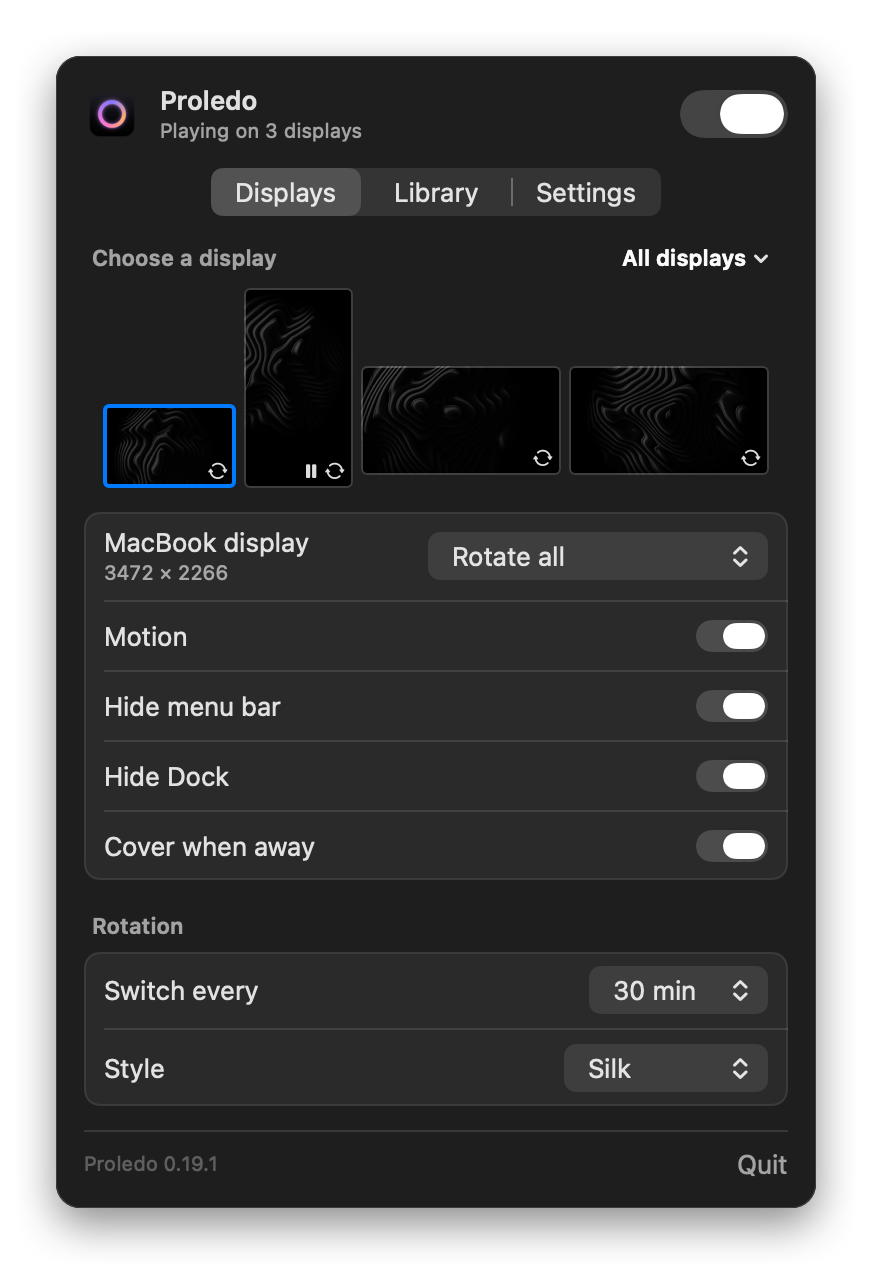 Proledo
Playing on 3 displays
Displays
Library
Settings
Choose a display
All displays
MacBook display
3472 × 2266
Rotate all
Motion
Hide menu bar
Hide Dock
Cover when away
Rotation
Switch every
30 min
Style
Silk
Proledo 0.19.1
Quit